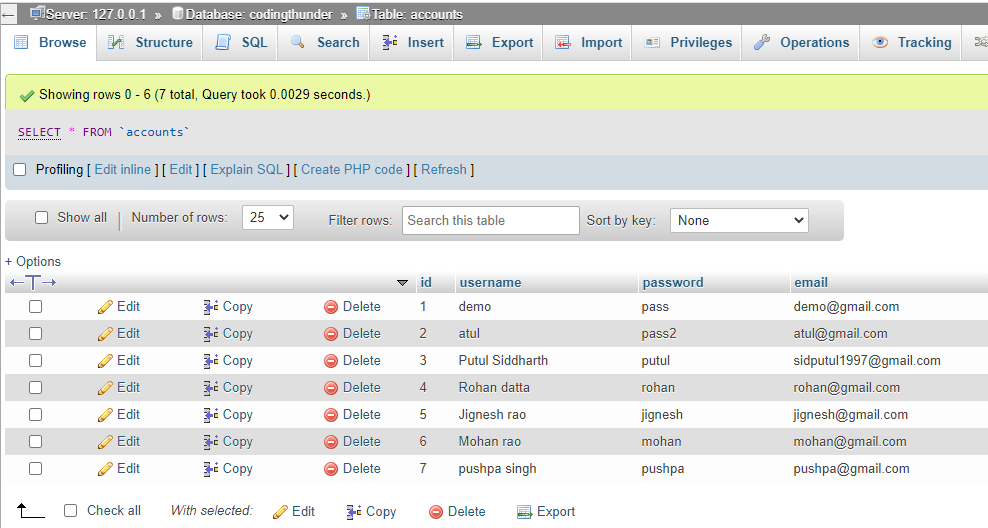 Server: 127.0.0.1 » Database: codingthunder » Table: accounts
Browse Structure SQL Search Insert Export Import Privileges Operations Tracking
Showing rows 0 - 6 (7 total, Query took 0.0029 seconds.)
SELECT * FROM `accounts`
Profiling [ Edit inline ] [ Edit ] [ Explain SQL ] [ Create PHP code ] [ Refresh ]
Show all | Number of rows: 25 Filter rows: Search this table Sort by key: None
+ Options
id username password email
Edit Copy Delete 1 demo pass demo@gmail.com
Edit Copy Delete 2 atul pass2 atul@gmail.com
Edit Copy Delete 3 Putul Siddharth putul sidputul1997@gmail.com
Edit Copy Delete 4 Rohan datta rohan rohan@gmail.com
Edit Copy Delete 5 Jignesh rao jignesh jignesh@gmail.com
Edit Copy Delete 6 Mohan rao mohan mohan@gmail.com
Edit Copy Delete 7 pushpa singh pushpa pushpa@gmail.com
Check all With selected: Edit Copy Delete Export